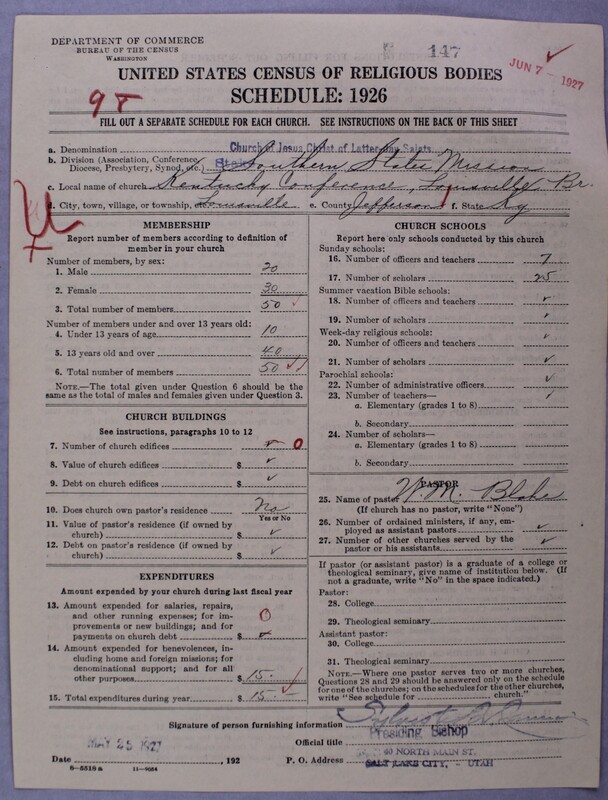 DEPARTMENT OF COMMERCE
BUREAU OF THE CENSUS
WASHINGTON
147
JUN 7 - 1927
UNITED STATES CENSUS OF RELIGIOUS BODIES
SCHEDULE: 1926
98
FILL OUT A SEPARATE SCHEDULE FOR EACH CHURCH. SEE INSTRUCTIONS ON THE BACK OF THIS SHEET
a. Denomination Church of Jesus Christ of Latter-day Saints
b. Division (Association, Conference, Diocese, Presbytery, Synod, etc.) Southern States Mission
c. Local name of church Kentucky Conference, Louisville Br.
d. City, town, village, or township, Louisville e. County Jefferson f. State Ky
MEMBERSHIP
Report number of members according to definition of
member in your church
Number of members, by sex:
1. Male 20
2. Female 30
3. Total number of members 50
Number of members under and over 13 years old:
4. Under 13 years of age 10
5. 13 years old and over 40
6. Total number of members 50
NOTE.—The total given under Question 6 should be
same as the total of males and females given under Question 3.
CHURCH BUILDINGS
See instructions, paragraphs 10 to 12
7. Number of church edifices 0
8. Value of church edifices $
9. Debt on church edifices $
10. Does church own pastor's residence No
Yes or No
11. Value of pastor's residence (if owned by
church) $
12. Debt on pastor's residence (if owned by
church) $
EXPENDITURES
Amount expended by your church during last fiscal year
13. Amount expended for salaries, repairs,
and other running expenses; for im-
provements or new buildings; and for
payments on church debt $ 0
14. Amount expended for benevolences,
including home and foreign missions; for
denominational support; and for all
other purposes $ 15.
15. Total expenditures during year $ 15.
CHURCH SCHOOLS
Report here only schools conducted by this church
Sunday schools:
16. Number of officers and teachers 7
17. Number of scholars 25
Summer vacation Bible schools:
18. Number of officers and teachers
19. Number of scholars
Week-day religious schools:
20. Number of officers and teachers
21. Number of scholars
Parochial schools:
22. Number of administrative officers
23. Number of teachers—
a. Elementary (grades 1 to 8)
b. Secondary
24. Number of scholars—
a. Elementary (grades 1 to 8)
b. Secondary
PASTOR
25. Name of pastor W. M. Blake
(If church has no pastor, write "None")
26. Number of ordained ministers, if any, em-
ployed as assistant pastors
27. Number of other churches served by the
pastor or his assistants
If pastor (or assistant pastor) is a graduate of a college or
theological seminary, give name of institution below. (If
not a graduate, write "No" in the space indicated.)
Pastor:
28. College
29. Theological seminary
Assistant pastor:
30. College
31. Theological seminary
NOTE.—Where one pastor serves two or more churches,
Questions 28 and 29 should be answered only on the schedule
for one of the churches; on the schedules for the other churches,
write "See schedule for church."
Signature of person furnishing information
Official title Presiding Bishop
MAY 25 1927
Date , 192 P. O. Address 40 NORTH MAIN ST.
SALT LAKE CITY, - UTAH